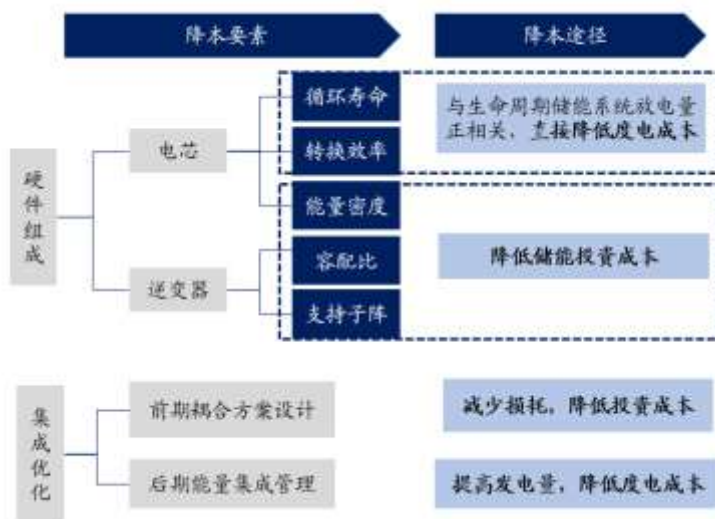 降本要素
降本途径
硬件组成
电芯
逆变器
循环寿命
转换效率
能量密度
容配比
支持子阵
与生命周期储能系统放电量
正相关，直接降低度电成本
降低储能投资成本
集成优化
前期耦合方案设计
后期能量集成管理
减少损耗，降低投资成本
提高发电量，降低度电成本